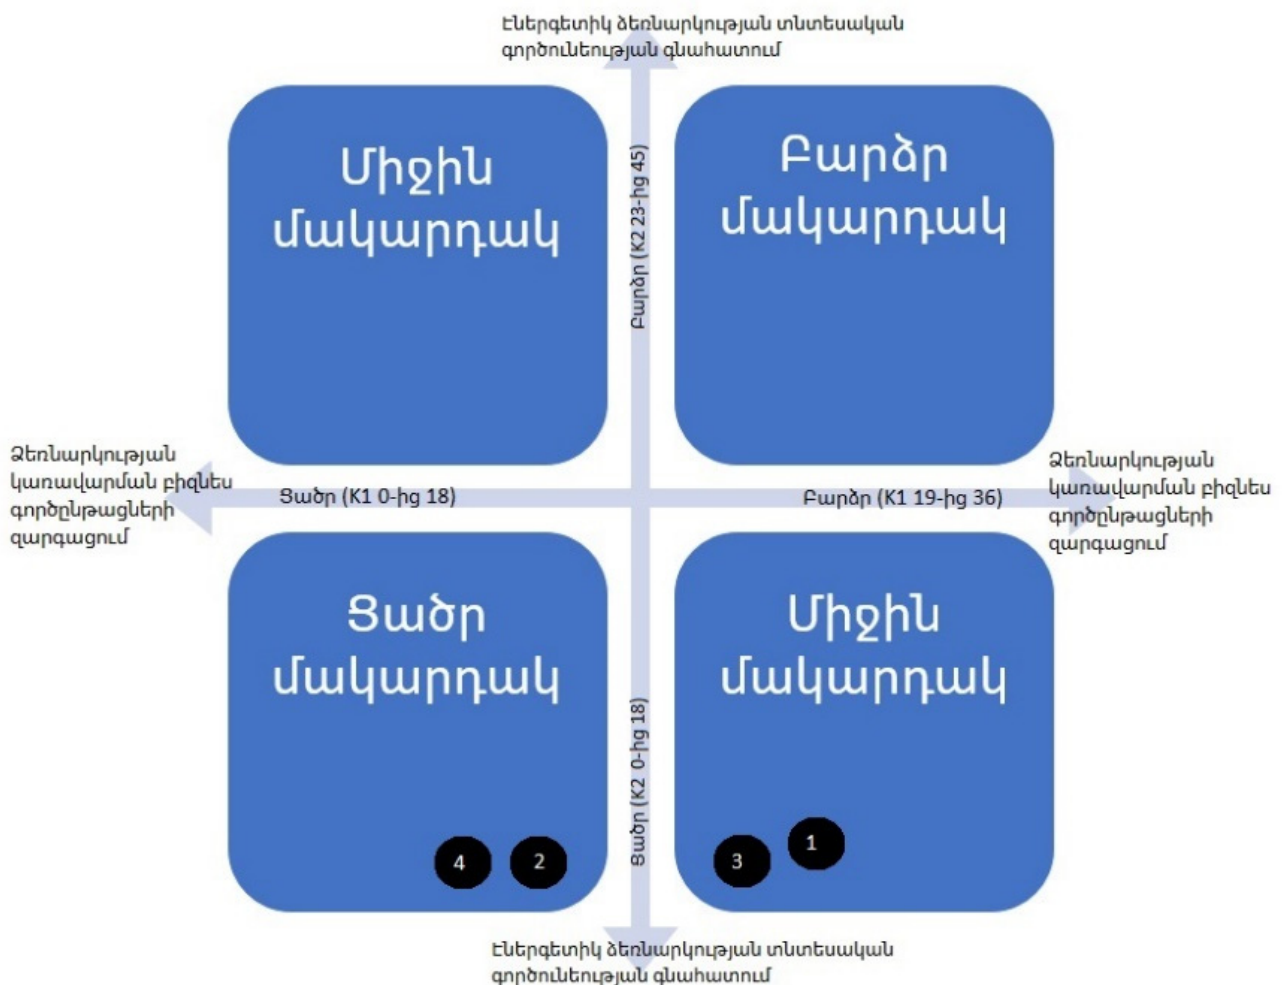 Էներգետիկ ձեռնարկության տնտեսական
գործունեության գնահատում
Միջին
մակարդակ
Բարձր (K2 23-ից 45)
Բարձր
մակարդակ
Ձեռնարկության
կառավարման բիզնես
գործընթացների
զարգացում
Ցածր (K1 0-ից 18)
Բարձր (K1 19-ից 36)
Ձեռնարկության
կառավարման բիզնես
գործընթացների
զարգացում
Ցածր
մակարդակ
4
2
Ցածր (K2 0-ից 18)
Միջին
մակարդակ
3
1
Էներգետիկ ձեռնարկության տնտեսական
գործունեության գնահատում